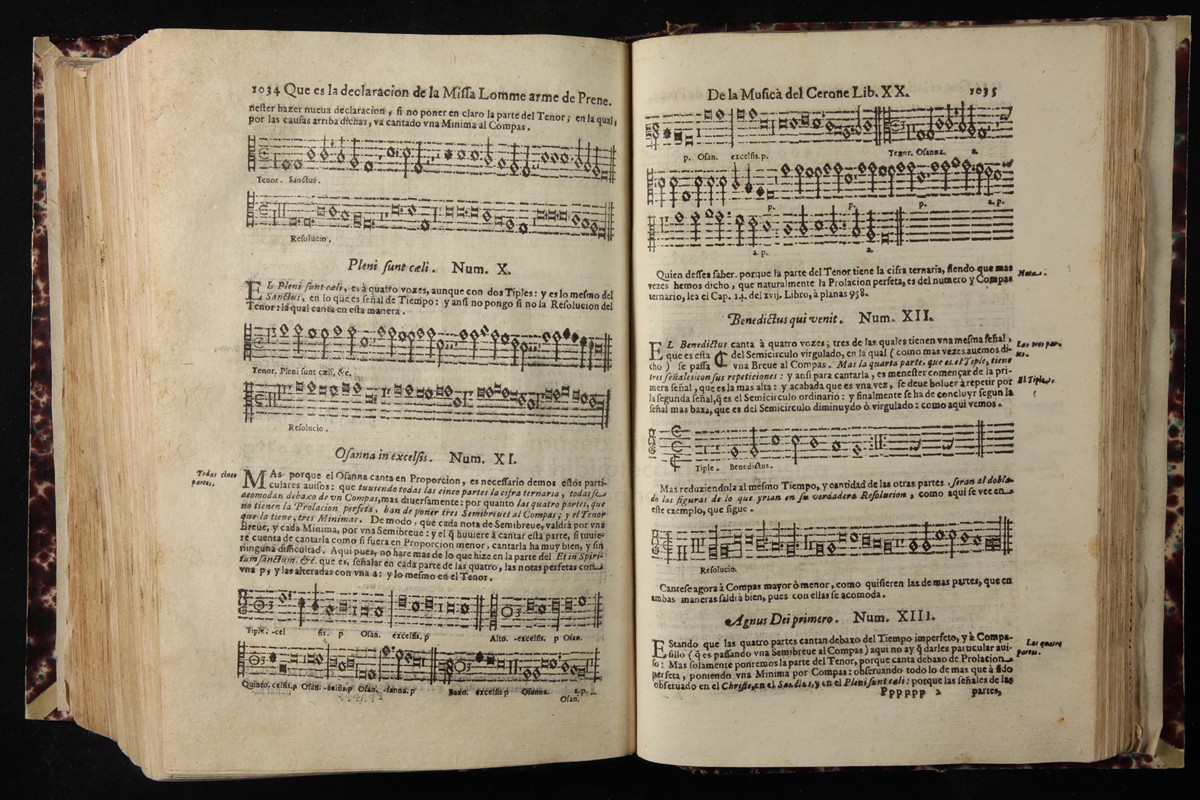 1034 Que es la declaracion de la Missa Lomme arme de Prene.
nester hazer nueua declaracion, si no poner en claro la parte del Tenor; en la qual,
por las causas arriba dichas, va cantado vna Minima al Compas.
Tenor. Sanctus.
Resolucio.
Pleni sunt cæli. Num. X.
EL Pleni sunt cæli, es à quatro vozes, aunque con dos Tiples: y es lo mesmo del
Sanctus, en lo que es señal de Tiempo: y ansi no pongo si no la Resolucion del
Tenor: la qual canta en esta manera.
Tenor. Pleni sunt cæli, &c.
Resolucio.
Osanna in excelsis. Num. XI.
Todas cinco
partes.
MAs porque el Osanna canta en Proporcion, es necessario demos estos parti-
culares auisos: que tuuiendo todas las cinco partes la cifra ternaria, todas se
acomodan debaxo de vn Compas, mas diuersamente: por quanto las quatro partes, que
no tienen la Prolacion prefeta, han de poner tres Semibreues al Compas; y el Tenor
que la tiene, tres Minimas. De modo, que cada nota de Semibreue, valdrà por vna
Breue, y cada Minima, por vna Semibreue: y el q̃ huuiere à cantar esta parte, si tuuie-
re cuenta de cantarla como si fuera en Proporcion menor, cantarla ha muy bien, y sin
ninguna difficultad. Aqui pues, no harè mas de lo que hize en la parte del Et in Spiri-
tum sanctum. &c. que es, señalar en cada parte de las quatro, las notas perfetas con
vna p, y las alteradas con vna a: y lo mesmo en el Tenor.
Tiple. -cel sis. p Osan. excelsis. p Alto. -excelsis. p Osan.
Quinto. celsis.p Osan. -celsis.p Osan. -sanna.p Baxo. excelsis p Osanna. a.p.
Osan.
De la Musica del Cerone Lib. XX. 1035
p. Osan. excelsis.p. Tenor. Osanna. a.
p. p. p. a.p.
a. p. a.
Quien dessea saber, porque la parte del Tenor tiene la cifra ternaria, siendo que mas
vezes hemos dicho, que naturalmente la Prolacion perfeta, es del numero y Compas
ternario, lea el Cap. 14. del xvij. Libro, à planas 958.
Nota.
Benedictus qui venit. Num. XII.
EL Benedictus canta à quatro vozes; tres de las quales tienen vna mesma señal,
que es esta del Semicirculo virgulado, en la qual (como mas vezes auemos di-
cho) se passa vna Breue al Compas. Mas la quarta parte, que es el Tiple, tiene
tres señales con sus repeticiones: y ansi para cantarla, es menester començar de la pri-
mera señal, que es la mas alta: y acabada que es vna vez, se deue boluer à repetir por
la segunda señal, q̃ es el Semicirculo ordinario: y finalmente se ha de concluyr segun la
señal mas baxa, que es del Semicirculo diminuydo ò virgulado: como aqui vemos.
Las tres par-
tes.
El Tiple.
Tiple. Benedictus.
Mas reduziendola al mesmo Tiempo, y cantidad de las otras partes, seran al dobla-
do las figuras de lo que yrian en su verdadera Resolucion, como aqui se vee en
este exemplo, que sigue.
Resolucio.
Cantese agora à Compas mayor ò menor, como quisieren las demas partes, que en
ambas maneras saldrà bien, pues con ellas se acomoda.
Agnus Dei primero. Num. XIII.
EStando que las quatro partes cantan debaxo del Tiempo imperfeto, y à Compa-
sillo (q̃ es passando vna Semibreue al Compas) aqui no ay q̃ darles particular aui-
so: Mas solamente ponremos la parte del Tenor, porque canta debaxo de Prolacion
perfeta, poniendo vna Minima por Compas: obseruando todo lo demas que à sido
obseruado en el Christe, en el Sanctus, y en el Pleni sunt cæli: porque las señales de las
Las quatro
partes.
Pppppp 2 partes,